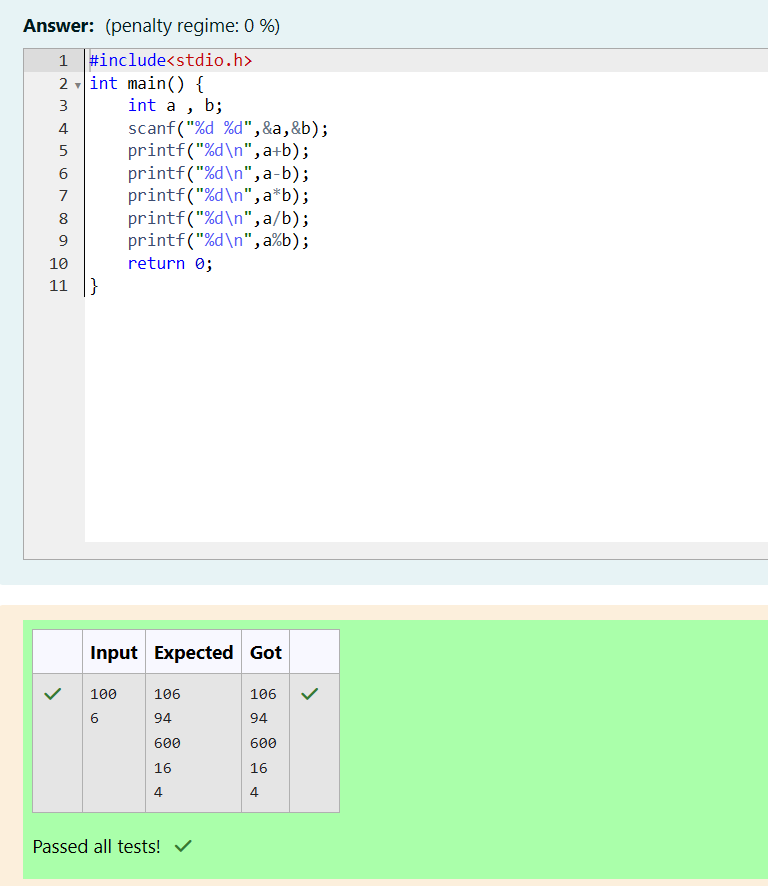 Answer: (penalty regime: 0 %)
1 #include<stdio.h>
2 int main() {
3     int a , b;
4     scanf("%d %d",&a,&b);
5     printf("%d\n",a+b);
6     printf("%d\n",a-b);
7     printf("%d\n",a*b);
8     printf("%d\n",a/b);
9     printf("%d\n",a%b);
10     return 0;
11 }
Input Expected Got
100 106 106
6 94 94
600 600
16 16
4 4
Passed all tests!